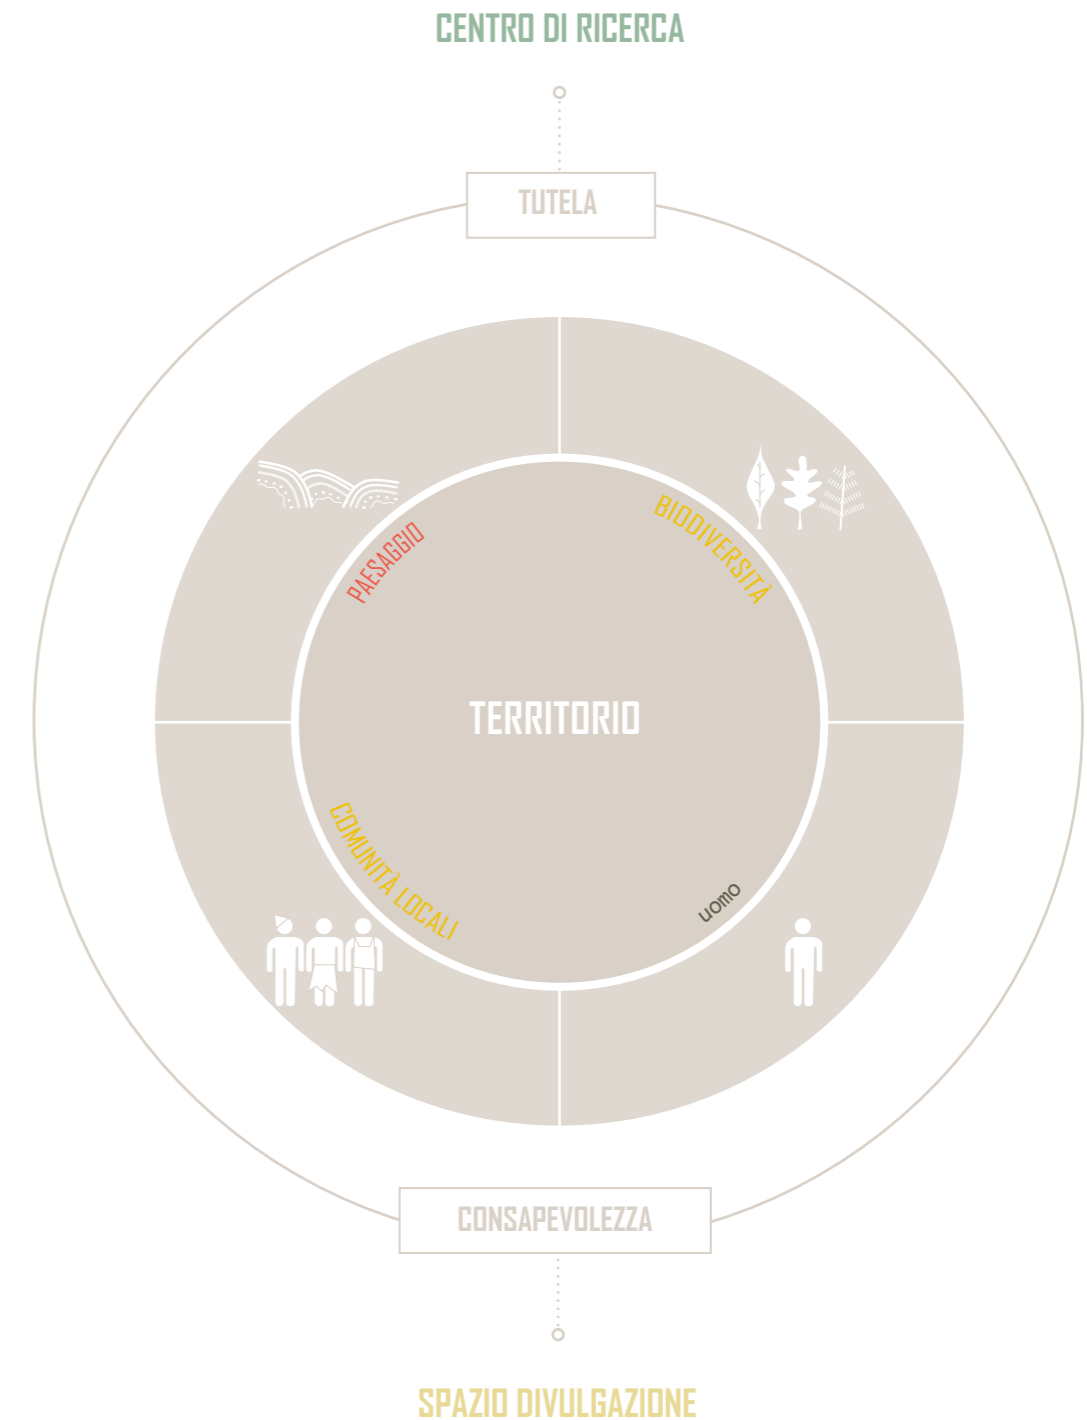 CENTRO DI RICERCA
TUTELA
PAESAGGIO
BIODIVERSITÀ
TERRITORIO
COMUNITÀ LOCALI
uomo
CONSAPEVOLEZZA
SPAZIO DIVULGAZIONE